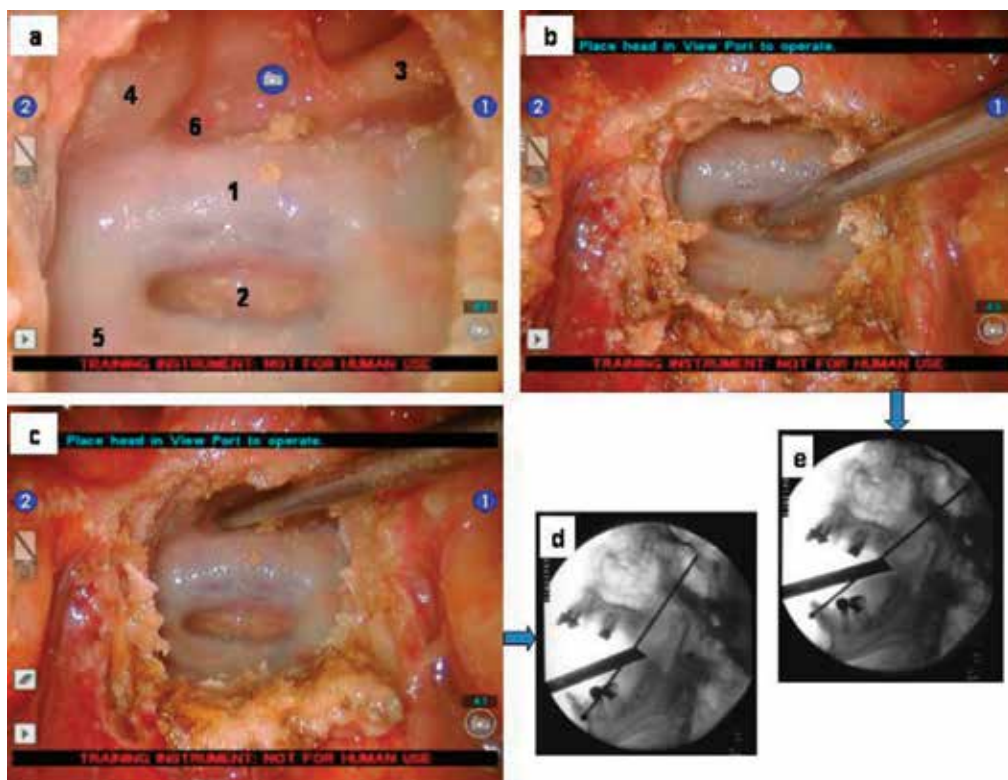 a
4
3
2
1
6
1
2
5
TRAINING INSTRUMENT: NOT FOR HUMAN USE
b
Place head in View Port to operate.
2
1
TRAINING INSTRUMENT: NOT FOR HUMAN USE
c
Place head in View Port to operate.
2
1
TRAINING INSTRUMENT: NOT FOR HUMAN USE
d
e